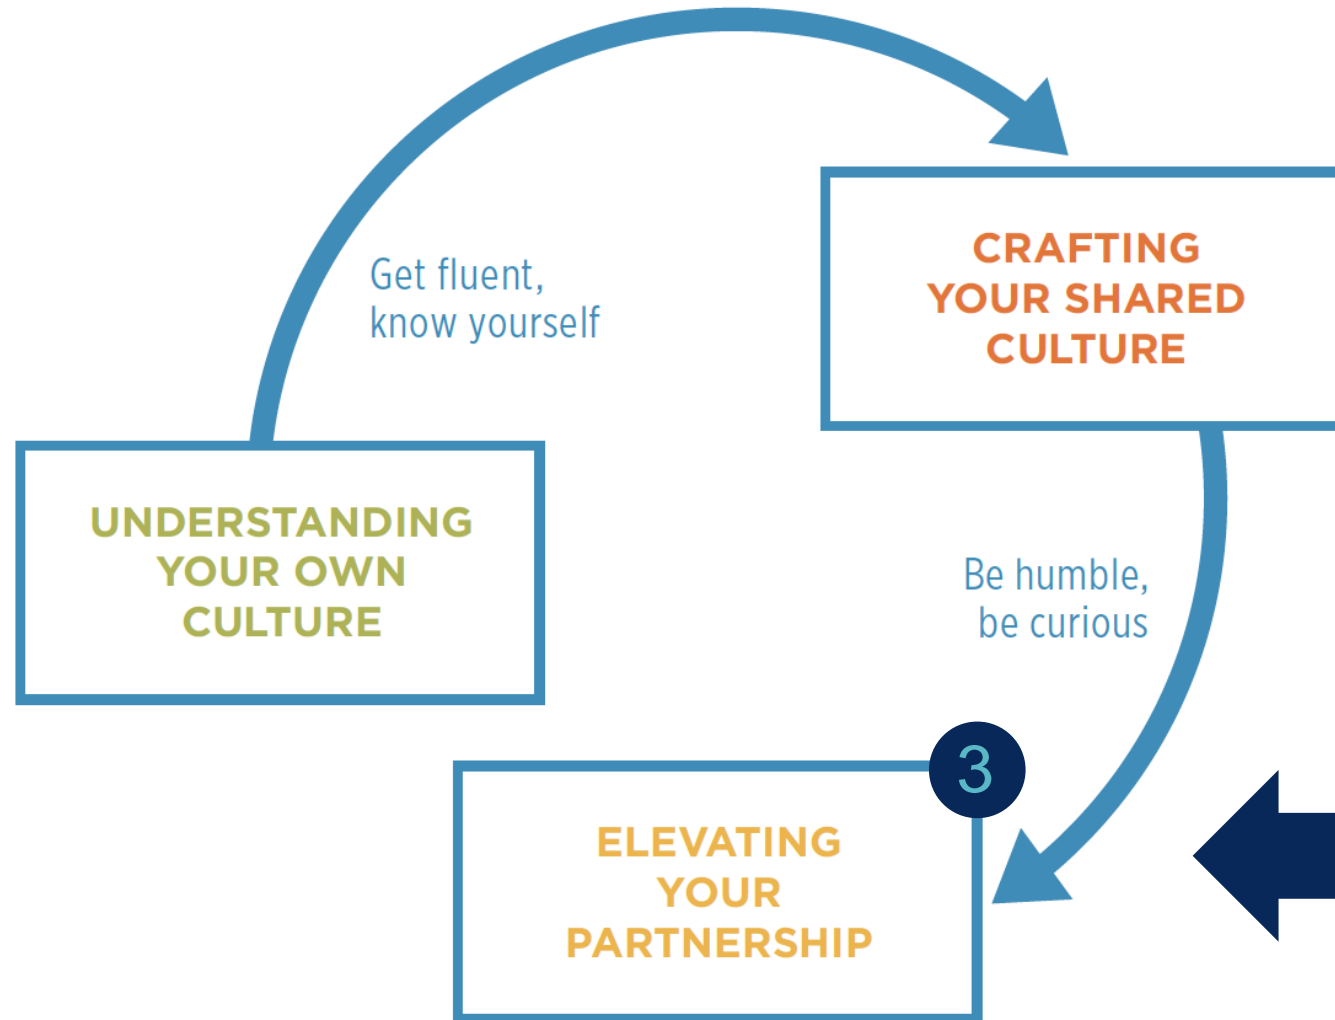 Get fluent,
know yourself
CRAFTING
YOUR SHARED
CULTURE
UNDERSTANDING
YOUR OWN
CULTURE
Be humble,
be curious
3
ELEVATING
YOUR
PARTNERSHIP